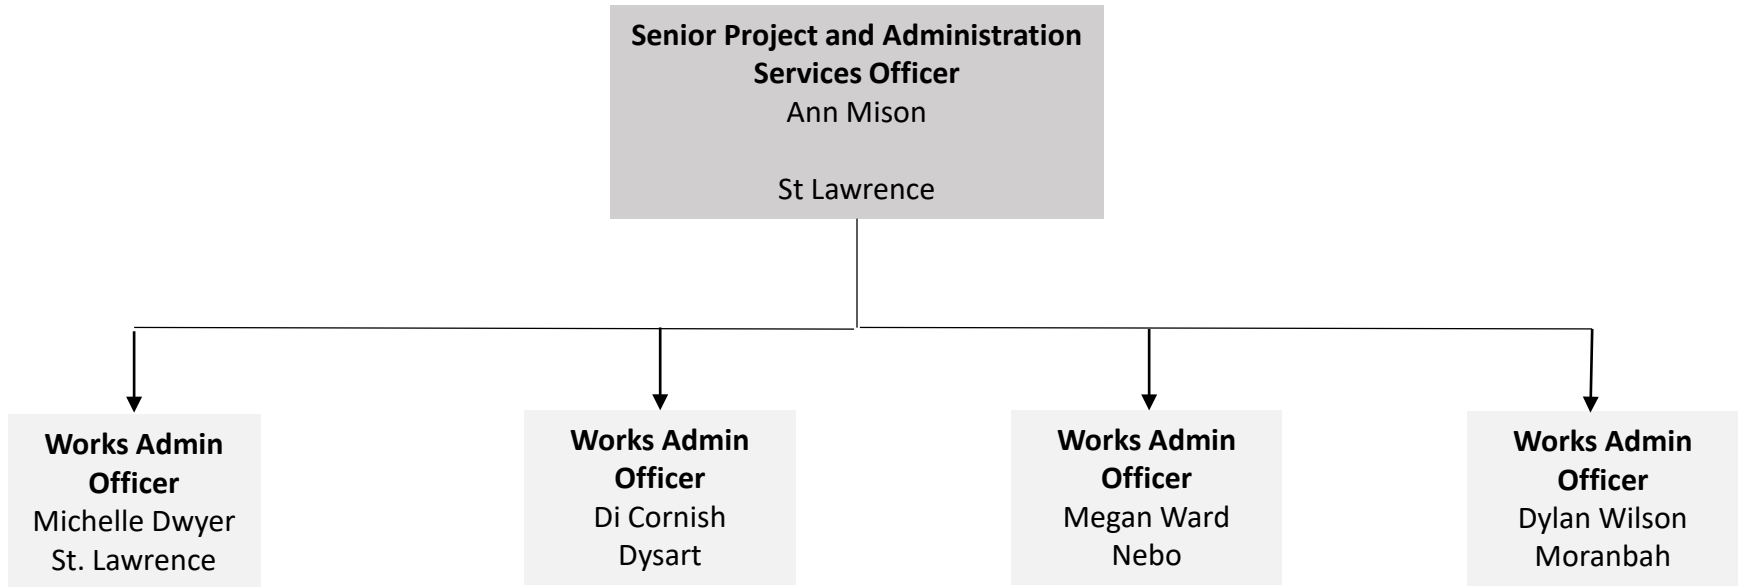 Senior Project and Administration
Services Officer
Ann Mison
St Lawrence
Works Admin
Officer
Michelle Dwyer
St. Lawrence
Works Admin
Officer
Di Cornish
Dysart
Works Admin
Officer
Megan Ward
Nebo
Works Admin
Officer
Dylan Wilson
Moranbah